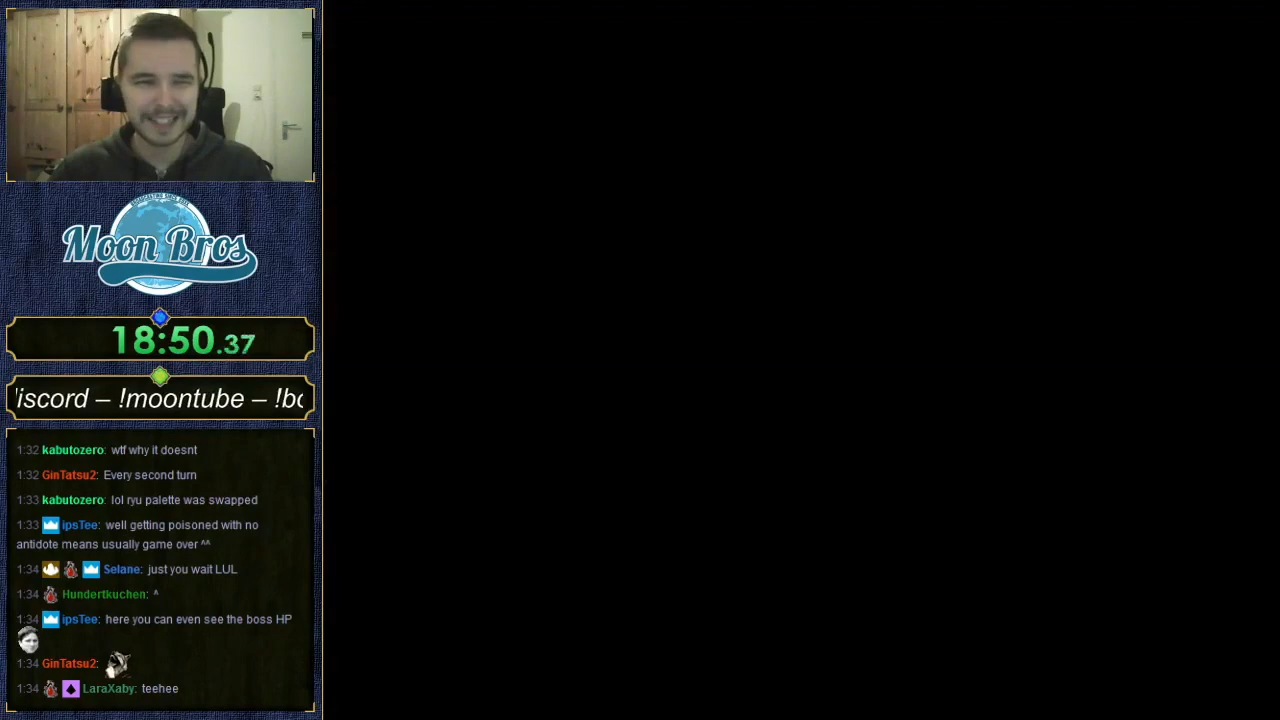 Moon Bros
18:50.37
iscord – !moontube – !bo
1:32 kabutozero: wtf why it doesnt
1:32 GinTatsu2: Every second turn
1:33 kabutozero: lol ryu palette was swapped
1:33 ipsTee: well getting poisoned with no
antidote means usually game over ^^
1:34 Selane: just you wait LUL
1:34 Hundertkuchen: ^
1:34 ipsTee: here you can even see the boss HP
1:34 GinTatsu2:
1:34 LaraXaby: teehee